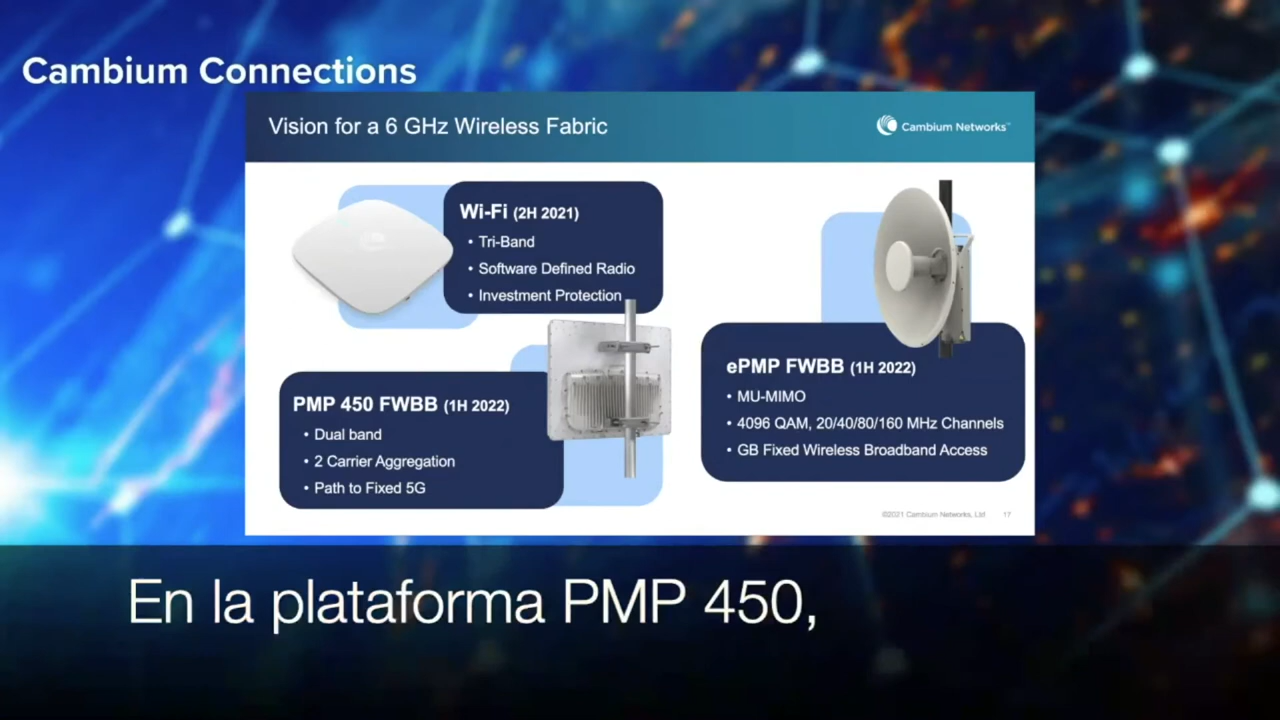 Cambium Connections
Vision for a 6 GHz Wireless Fabric
Cambium Networks™
Wi-Fi (2H 2021)
• Tri-Band
• Software Defined Radio
• Investment Protection
PMP 450 FWBB (1H 2022)
• Dual band
• 2 Carrier Aggregation
• Path to Fixed 5G
ePMP FWBB (1H 2022)
• MU-MIMO
• 4096 QAM, 20/40/80/160 MHz Channels
• GB Fixed Wireless Broadband Access
©2021 Cambium Networks, Ltd 17
En la plataforma PMP 450,